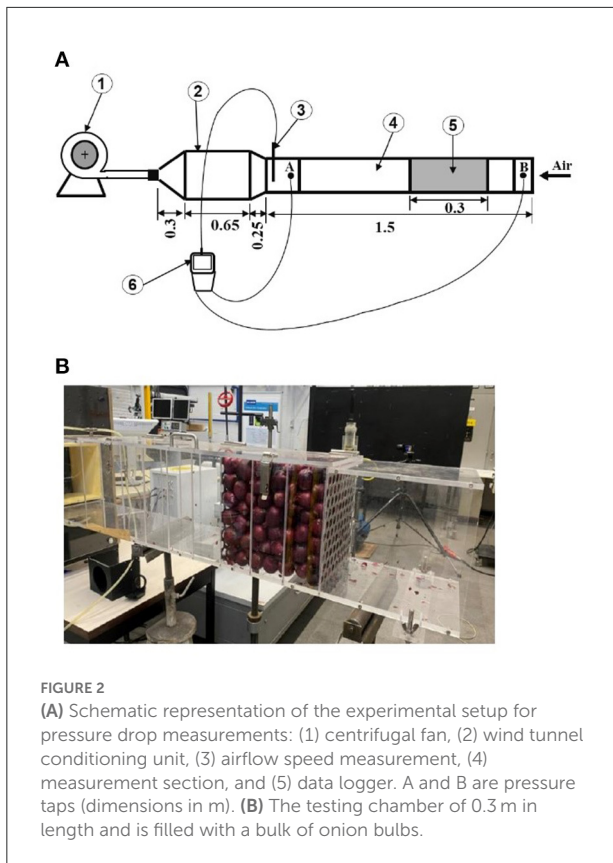 A
1
2
3
4
5
A
B
Air
0.3
0.65
0.25
1.5
0.3
6
B
FIGURE 2
(A) Schematic representation of the experimental setup for
pressure drop measurements: (1) centrifugal fan, (2) wind tunnel
conditioning unit, (3) airflow speed measurement, (4)
measurement section, and (5) data logger. A and B are pressure
taps (dimensions in m). (B) The testing chamber of 0.3 m in
length and is filled with a bulk of onion bulbs.